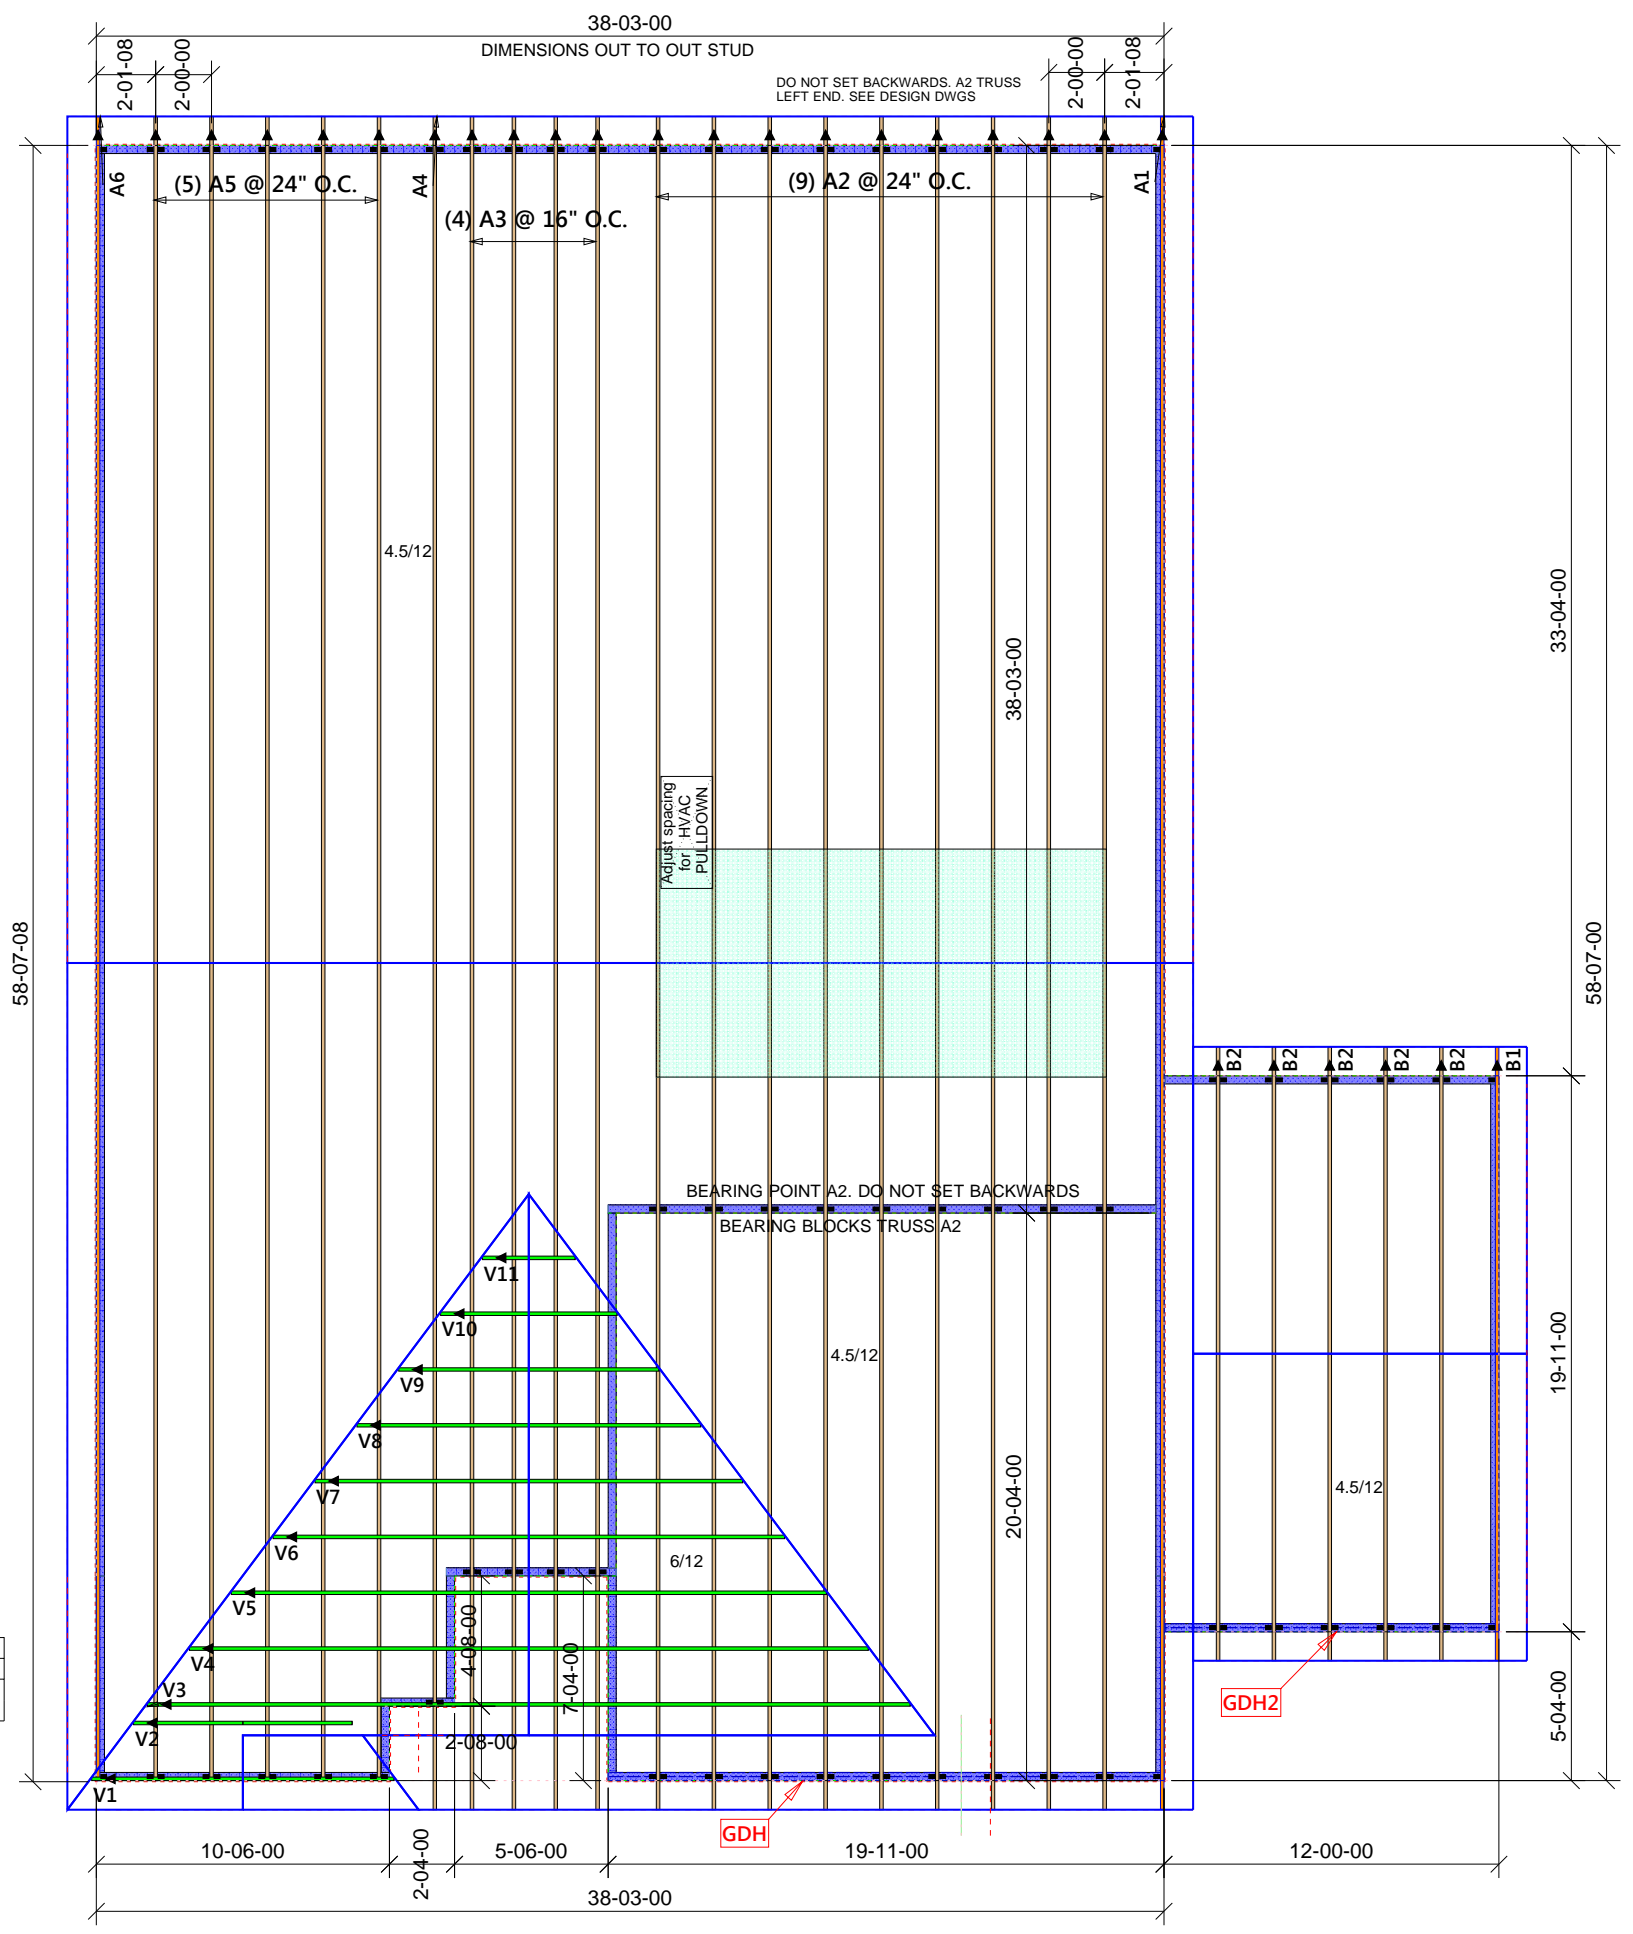 38-03-00
DIMENSIONS OUT TO OUT STUD
2-01-08
2-00-00
DO NOT SET BACKWARDS. A2 TRUSS
LEFT END. SEE DESIGN DWGS
2-00-00
2-01-08
A6
(5) A5 @ 24" O.C.
A4
(4) A3 @ 16" O.C.
(9) A2 @ 24" O.C.
A1
4.5/12
38-03-00
33-04-00
Adjust spacing
for HVAC
PULLDOWN
58-07-08
58-07-00
B2
B2
B2
B2
B2
B1
BEARING POINT A2. DO NOT SET BACKWARDS
BEARING BLOCKS TRUSS A2
V11
V10
V9
4.5/12
19-11-00
V8
V7
20-04-00
4.5/12
V6
6/12
V5
4-08-00
7-04-00
V4
V3
V2
2-08-00
GDH2
5-04-00
V1
GDH
10-06-00
2-04-00
5-06-00
19-11-00
12-00-00
38-03-00